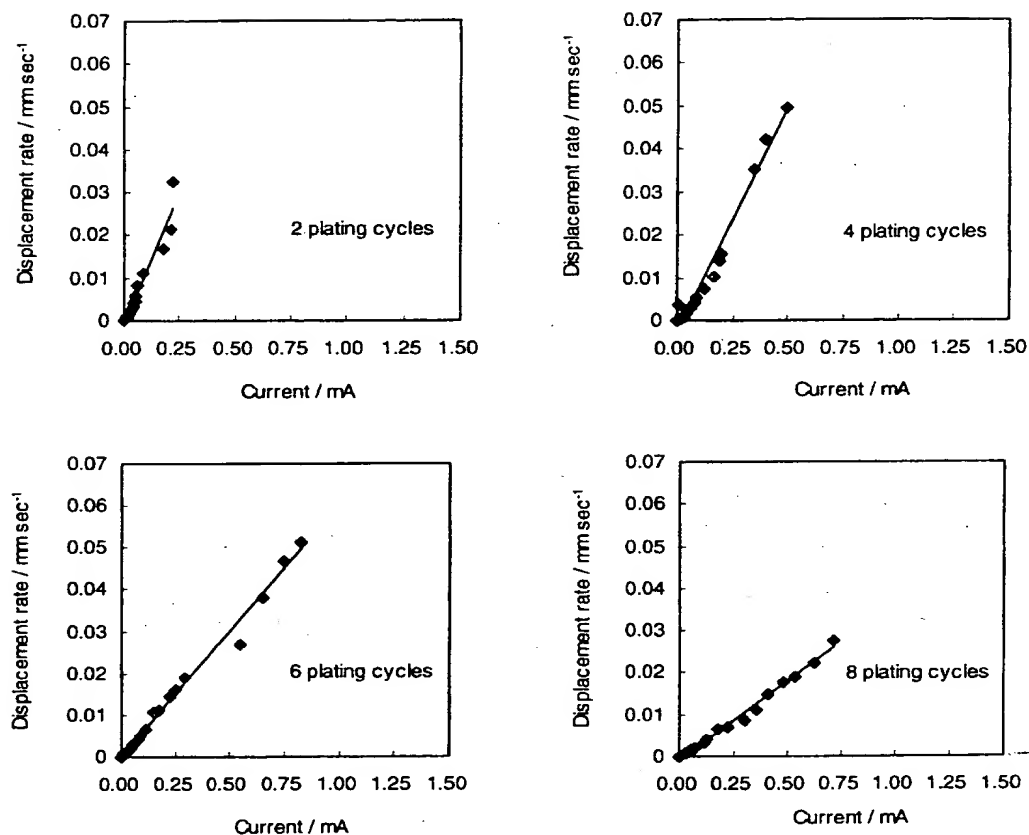 0.07
0.06
0.05
0.04
0.03
0.02
0.01
0
Displacement rate / mm sec⁻¹
2 plating cycles
0.00 0.25 0.50 0.75 1.00 1.25 1.50
Current / mA
0.07
0.06
0.05
0.04
0.03
0.02
0.01
0
Displacement rate / mm sec⁻¹
4 plating cycles
0.00 0.25 0.50 0.75 1.00 1.25 1.50
Current / mA
0.07
0.06
0.05
0.04
0.03
0.02
0.01
0
Displacement rate / mm sec⁻¹
6 plating cycles
0.00 0.25 0.50 0.75 1.00 1.25 1.50
Current / mA
0.07
0.06
0.05
0.04
0.03
0.02
0.01
0
Displacement rate / mm sec⁻¹
8 plating cycles
0.00 0.25 0.50 0.75 1.00 1.25 1.50
Current / mA